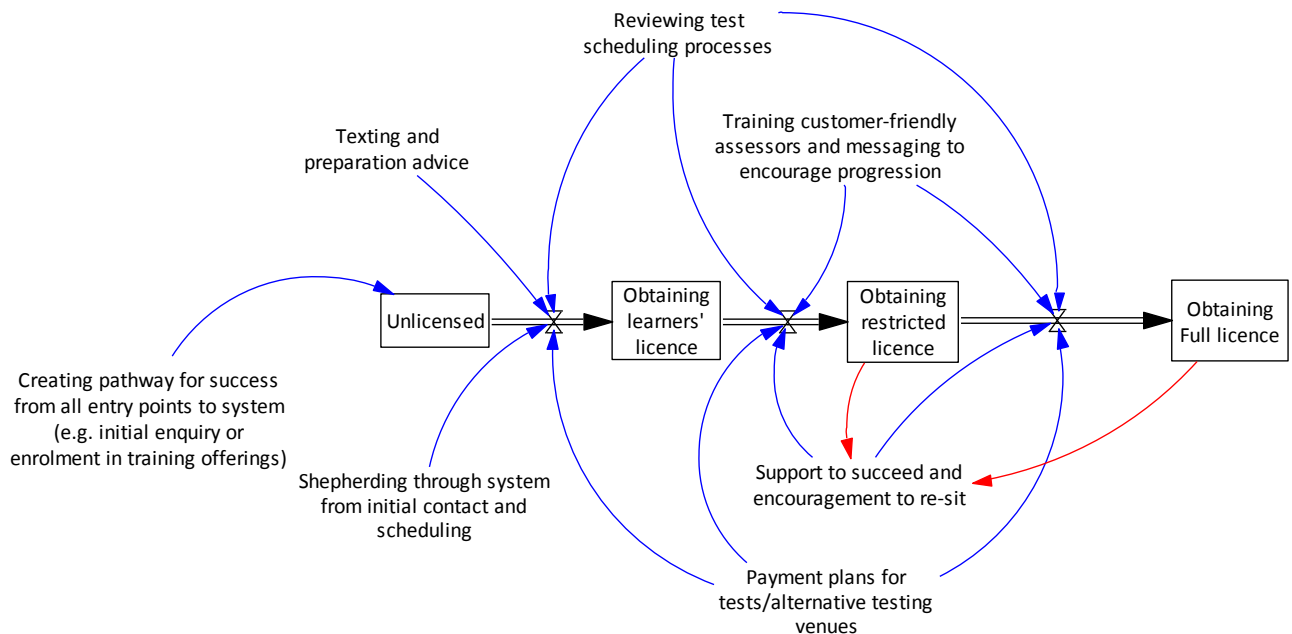 Reviewing test
scheduling processes
Training customer-friendly
assessors and messaging to
encourage progression
Texting and
preparation advice
Unlicensed
Obtaining
learners'
licence
Obtaining
restricted
licence
Obtaining
Full licence
Creating pathway for success
from all entry points to system
(e.g. initial enquiry or
enrolment in training offerings)
Shepherding through system
from initial contact and
scheduling
Support to succeed and
encouragement to re-sit
Payment plans for
tests/alternative testing
venues